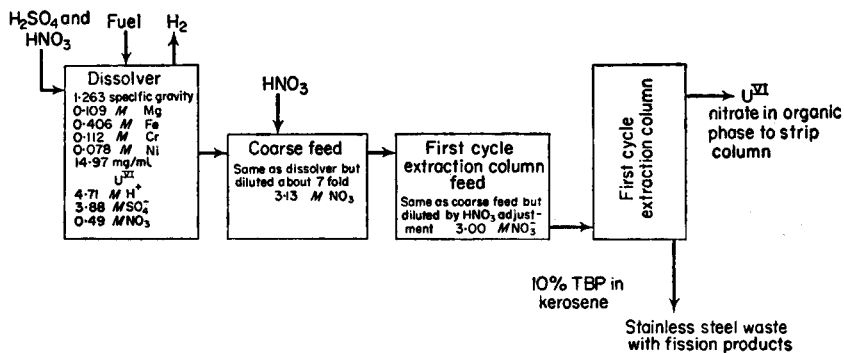 H₂SO₄ and
HNO₃
Fuel
H₂
Dissolver
1·263 specific gravity
0·109 M Mg
0·406 M Fe
0·112 M Cr
0·078 M Ni
14·97 mg/mL
U^VI
4·71 M H⁺
3·88 M SO₄⁻
0·49 M NO₃
HNO₃
Coarse feed
Same as dissolver but
diluted about 7 fold
3·13 M NO₃
First cycle
extraction column
feed
Same as coarse feed but
diluted by HNO₃ adjust-
ment 3·00 M NO₃⁻
First cycle
extraction column
U^VI
nitrate in organic
phase to strip
column
10% TBP in
kerosene
Stainless steel waste
with fission products